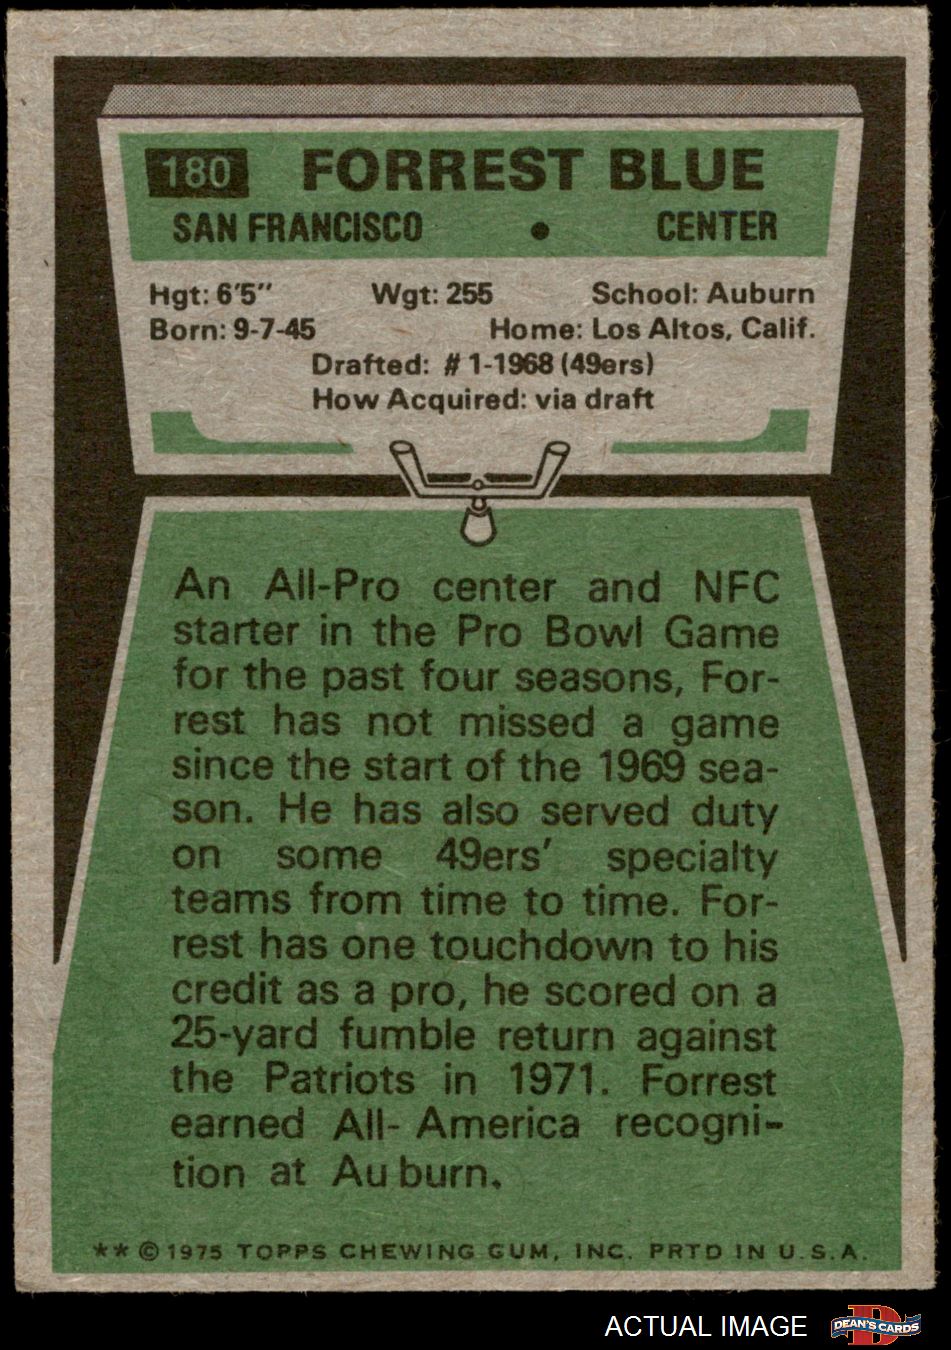 180 FORREST BLUE
SAN FRANCISCO • CENTER
Hgt: 6'5" Wgt: 255 School: Auburn
Born: 9-7-45 Home: Los Altos, Calif.
Drafted: #1-1968 (49ers)
How Acquired: via draft
An All-Pro center and NFC
starter in the Pro Bowl Game
for the past four seasons, For-
rest has not missed a game
since the start of the 1969 sea-
son. He has also served duty
on some 49ers' specialty
teams from time to time. For-
rest has one touchdown to his
credit as a pro, he scored on a
25-yard fumble return against
the Patriots in 1971. Forrest
earned All- America recogni-
tion at Au burn.
** © 1975 TOPPS CHEWING GUM, INC. PRTD IN U.S.A.
ACTUAL IMAGE D DEAN'S CARDS